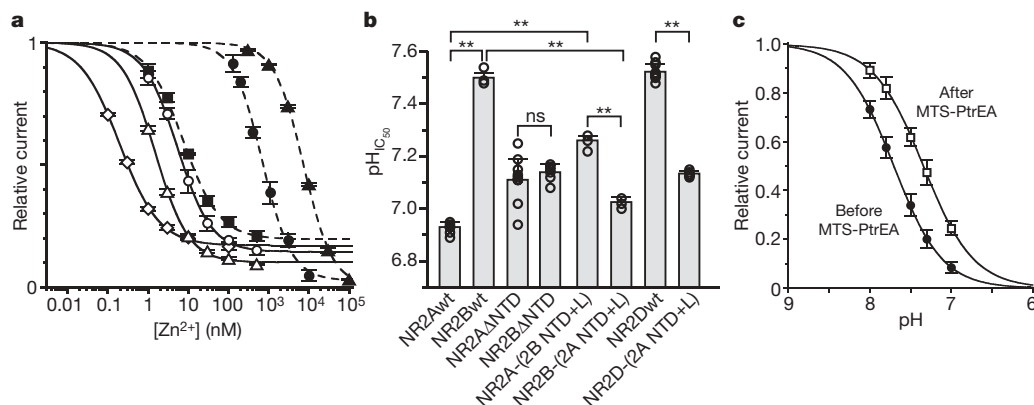 a
Relative current
1
0
0.01
0.1
1
10
100
10³
10⁴
10⁵
[Zn²⁺] (nM)
b
pH_IC₅₀
7.6
7.4
7.2
7.0
6.8
**
**
**
ns
**
**
NR2Awt
NR2Bwt
NR2AΔNTD
NR2BΔNTD
NR2A-(2B NTD+L)
NR2B-(2A NTD+L)
NR2Dwt
NR2D-(2A NTD+L)
c
Relative current
1.0
0.8
0.6
0.4
0.2
0
After
MTS-PtrEA
Before
MTS-PtrEA
9
8
7
6
pH